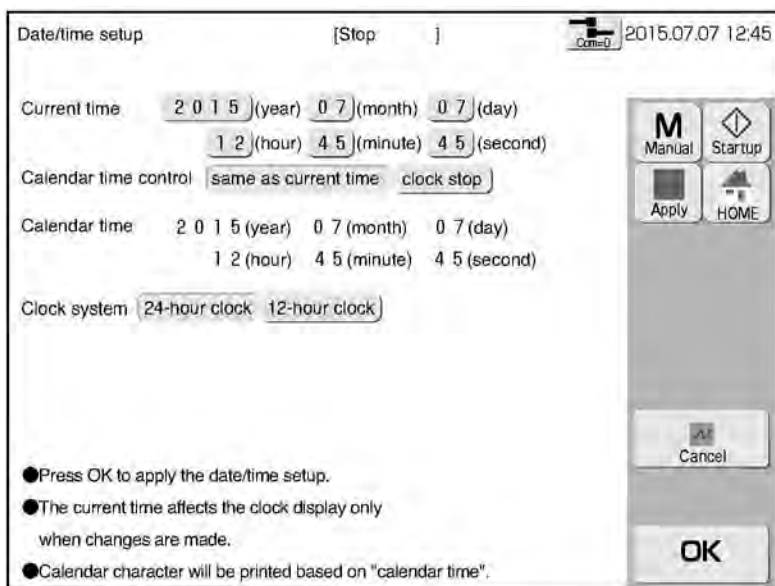 Date/time setup [Stop ] Com=0 2015.07.07 12:45
Current time 2 0 1 5 (year) 0 7 (month) 0 7 (day)
1 2 (hour) 4 5 (minute) 4 5 (second)
M Manual Startup
Calendar time control same as current time clock stop
Apply HOME
Calendar time 2 0 1 5 (year) 0 7 (month) 0 7 (day)
1 2 (hour) 4 5 (minute) 4 5 (second)
Clock system 24-hour clock 12-hour clock
Cancel
●Press OK to apply the date/time setup.
●The current time affects the clock display only
when changes are made.
OK
●Calendar character will be printed based on "calendar time".